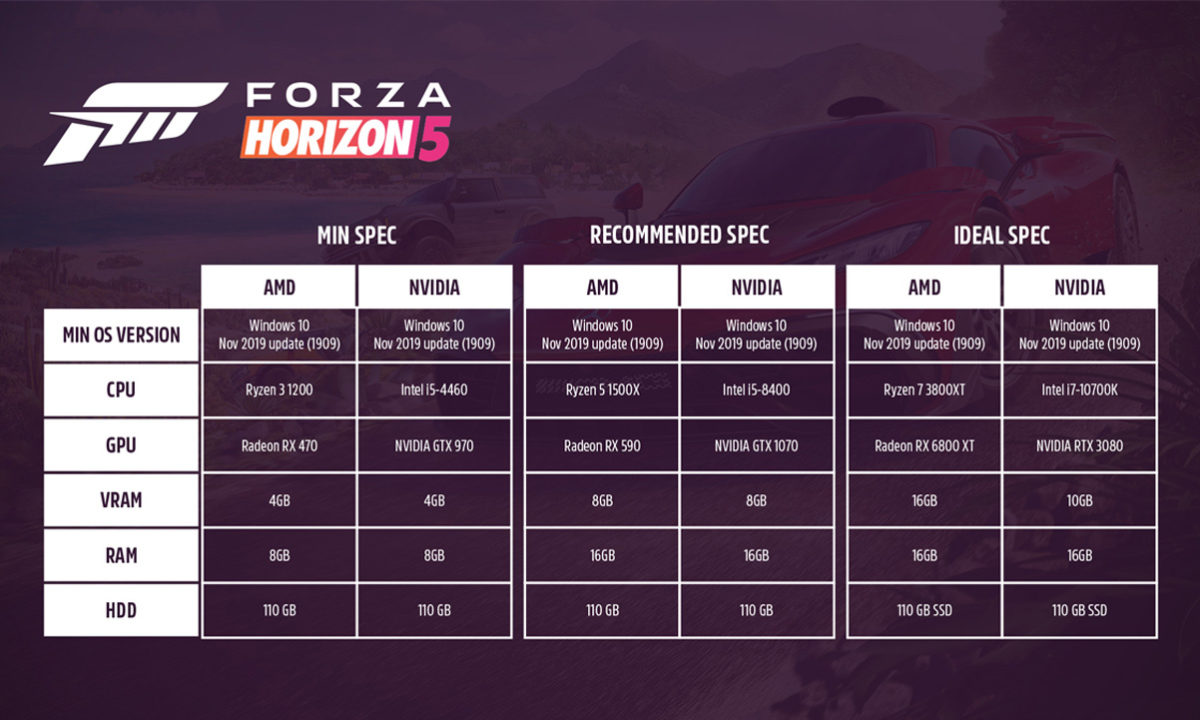 FORZA
HORIZON 5
MIN SPEC RECOMMENDED SPEC IDEAL SPEC
AMD NVIDIA AMD NVIDIA AMD NVIDIA
MIN OS VERSION Windows 10 Nov 2019 update (1909) Windows 10 Nov 2019 update (1909) Windows 10 Nov 2019 update (1909) Windows 10 Nov 2019 update (1909) Windows 10 Nov 2019 update (1909) Windows 10 Nov 2019 update (1909)
CPU Ryzen 3 1200 Intel i5-4460 Ryzen 5 1500X Intel i5-8400 Ryzen 7 3800XT Intel i7-10700K
GPU Radeon RX 470 NVIDIA GTX 970 Radeon RX 590 NVIDIA GTX 1070 Radeon RX 6800 XT NVIDIA RTX 3080
VRAM 4GB 4GB 8GB 8GB 16GB 10GB
RAM 8GB 8GB 16GB 16GB 16GB 16GB
HDD 110 GB 110 GB 110 GB 110 GB 110 GB SSD 110 GB SSD